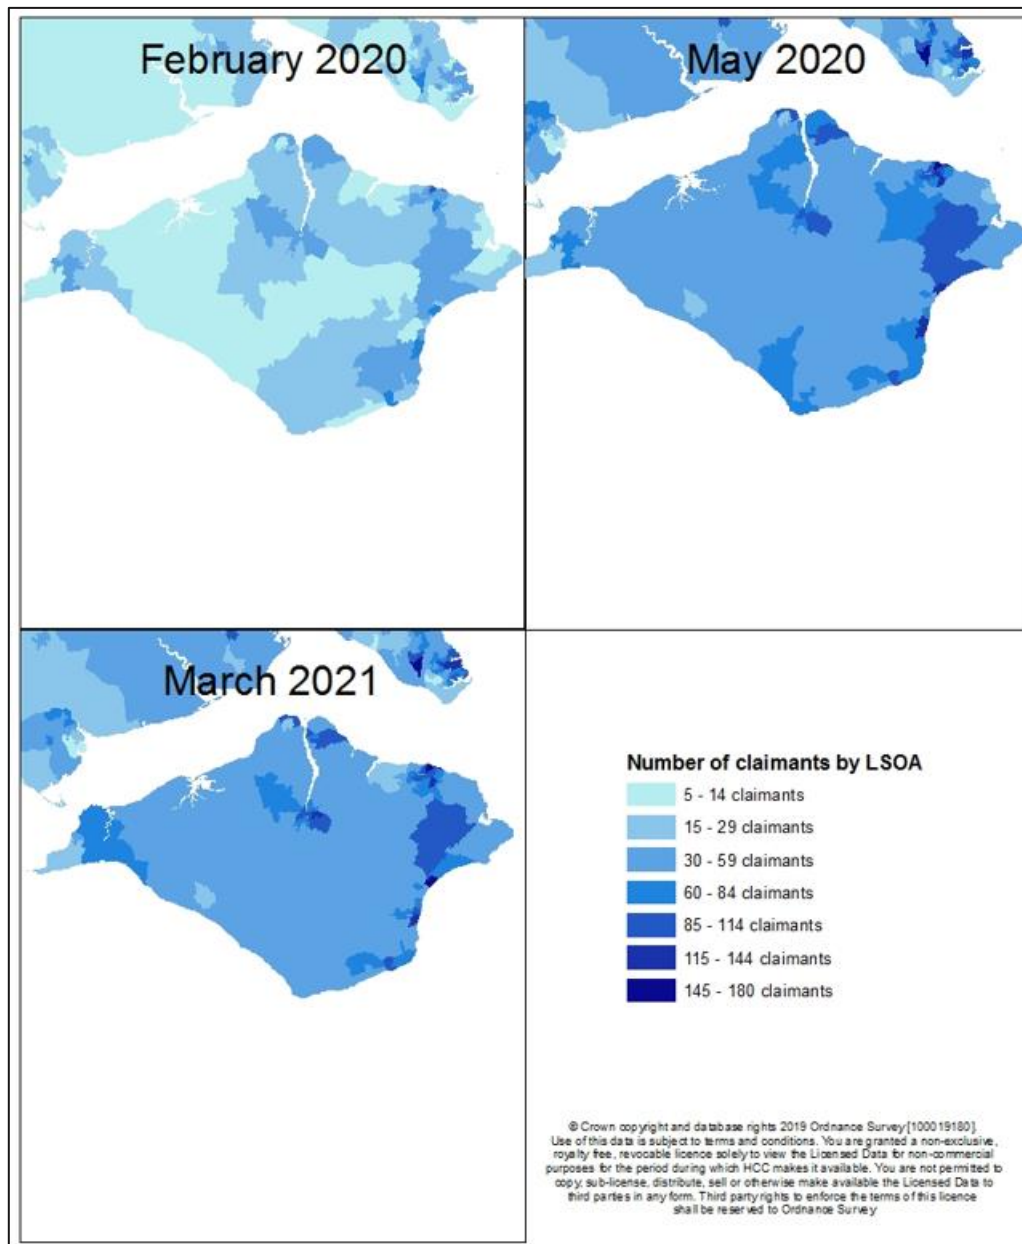 February 2020
May 2020
March 2021
Number of claimants by LSOA
5 - 14 claimants
15 - 29 claimants
30 - 59 claimants
60 - 84 claimants
85 - 114 claimants
115 - 144 claimants
145 - 180 claimants
© Crown copyright and database rights 2019 Ordnance Survey [100019180].
Use of this data is subject to terms and conditions. You are granted a non-exclusive,
royalty free, revocable licence solely to view the Licensed Data for non-commercial
purposes for the period during which HCC makes it available. You are not permitted to
copy, sub-license, distribute, sell or otherwise make available the Licensed Data to
third parties in any form. Third party rights to enforce the terms of this licence
shall be reserved to Ordnance Survey